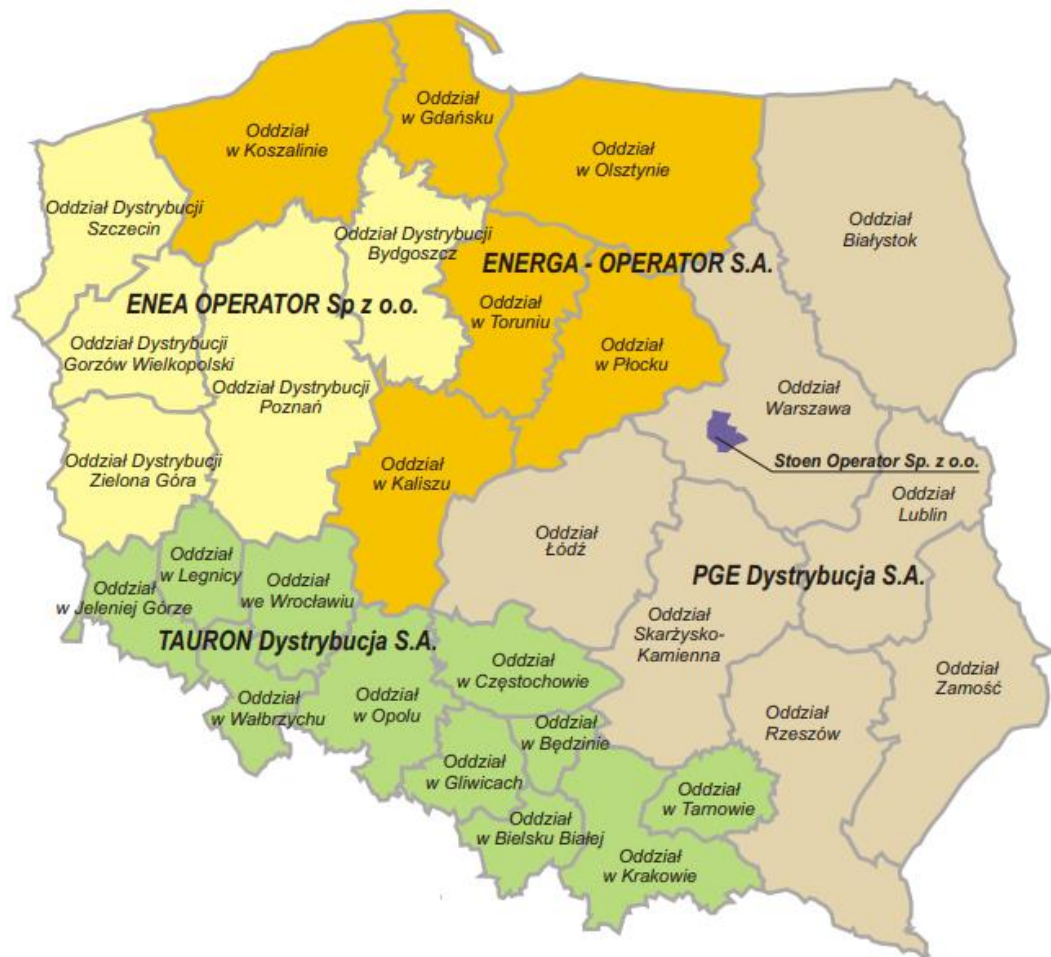 Oddział
w Gdańsku
Oddział
w Koszalinie
Oddział
w Olsztynie
Oddział Dystrybucji
Szczecin
Oddział Dystrybucji
Bydgoszcz
Oddział
Białystok
ENERGA - OPERATOR S.A.
ENEA OPERATOR Sp z o.o.
Oddział
w Toruniu
Oddział Dystrybucji
Gorzów Wielkopolski
Oddział
w Płocku
Oddział Dystrybucji
Poznań
Oddział
Warszawa
Oddział Dystrybucji
Zielona Góra
Oddział
w Kaliszu
Stoen Operator Sp. z o.o.
Oddział
Lublin
Oddział
Łódź
Oddział
w Legnicy
Oddział
w Jeleniej Górze
Oddział
we Wrocławiu
PGE Dystrybucja S.A.
TAURON Dystrybucja S.A.
Oddział
Skarżysko-
Kamienna
Oddział
w Częstochowie
Oddział
Zamość
Oddział
w Wałbrzychu
Oddział
w Opolu
Oddział
Rzeszów
Oddział
w Będzinie
Oddział
w Gliwicach
Oddział
w Tarnowie
Oddział
w Bielsku Białej
Oddział
w Krakowie